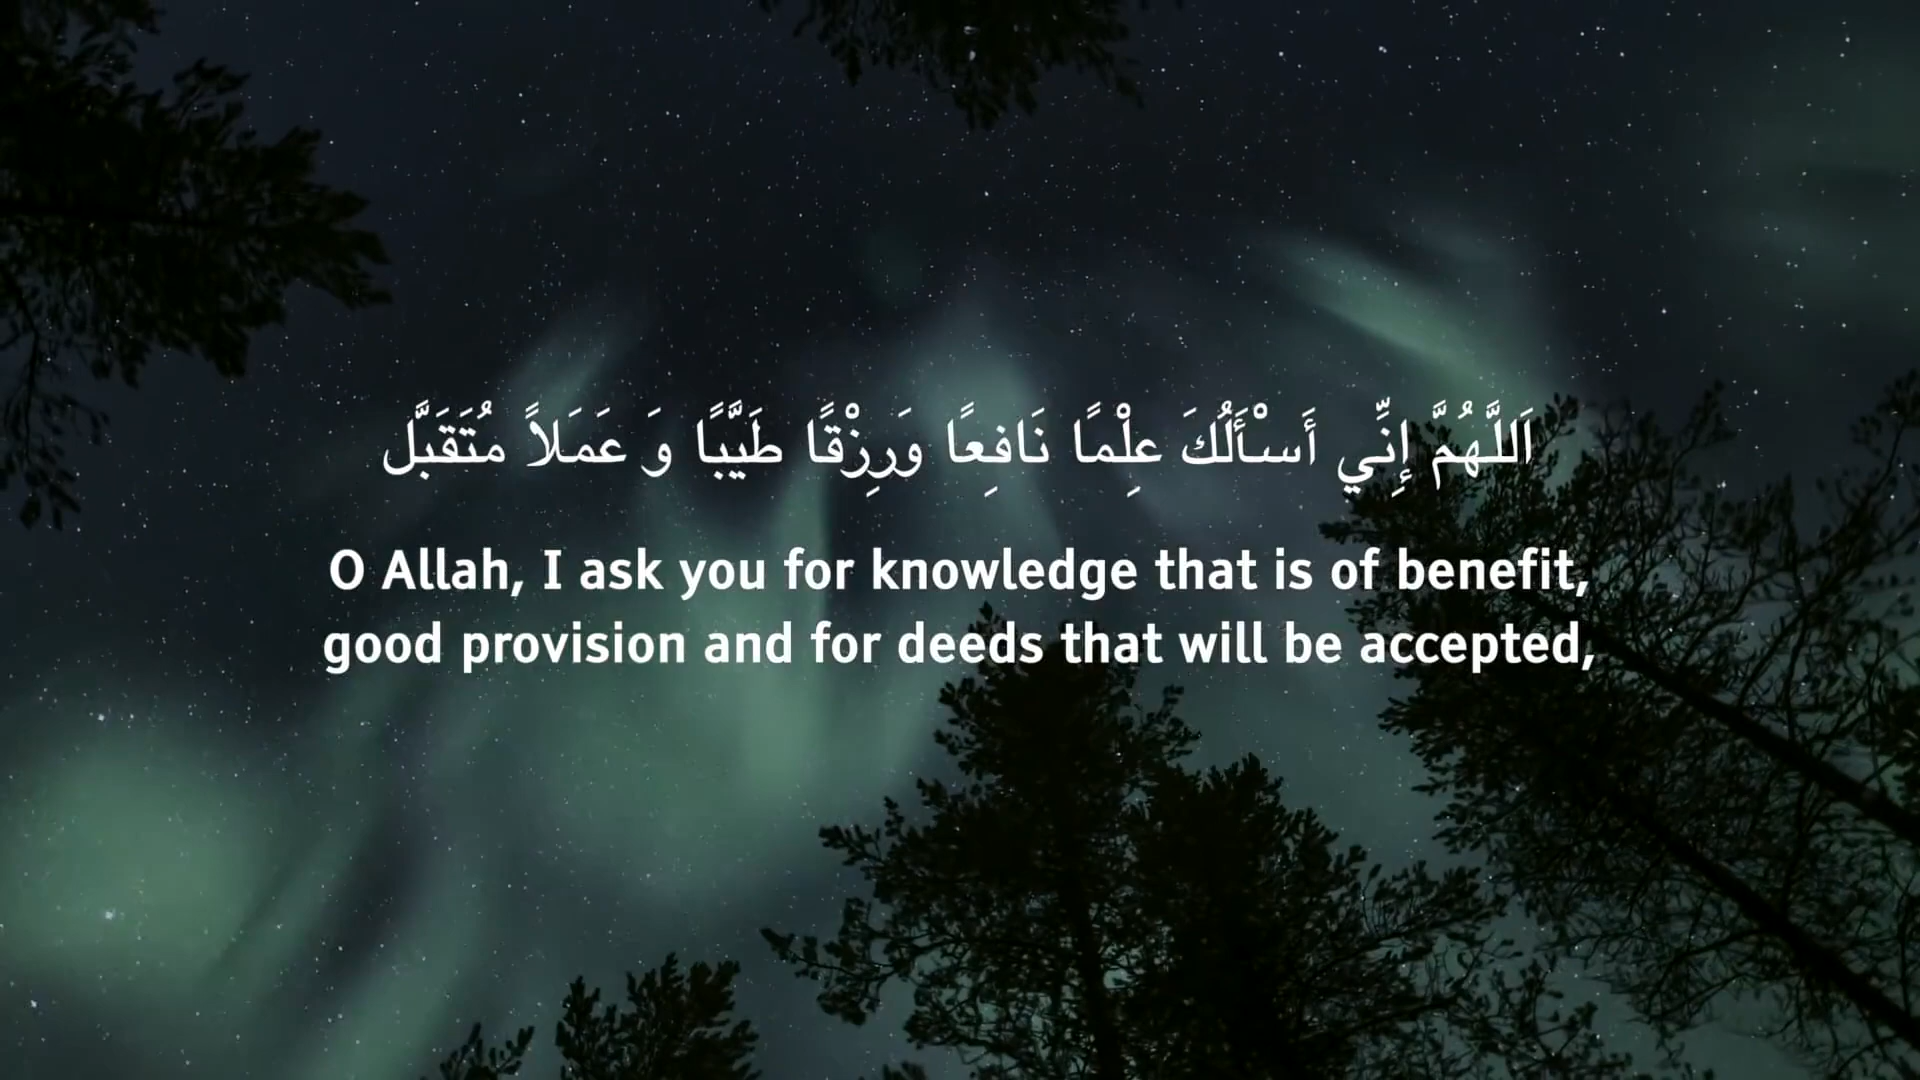 اَللَّهُمَّ إِنِّي أَسْأَلُكَ عِلْمًا نَافِعًا وَرِزْقًا طَيَّبًا وَ عَمَلاً مُتَقَبَّل
O Allah, I ask you for knowledge that is of benefit,
good provision and for deeds that will be accepted,